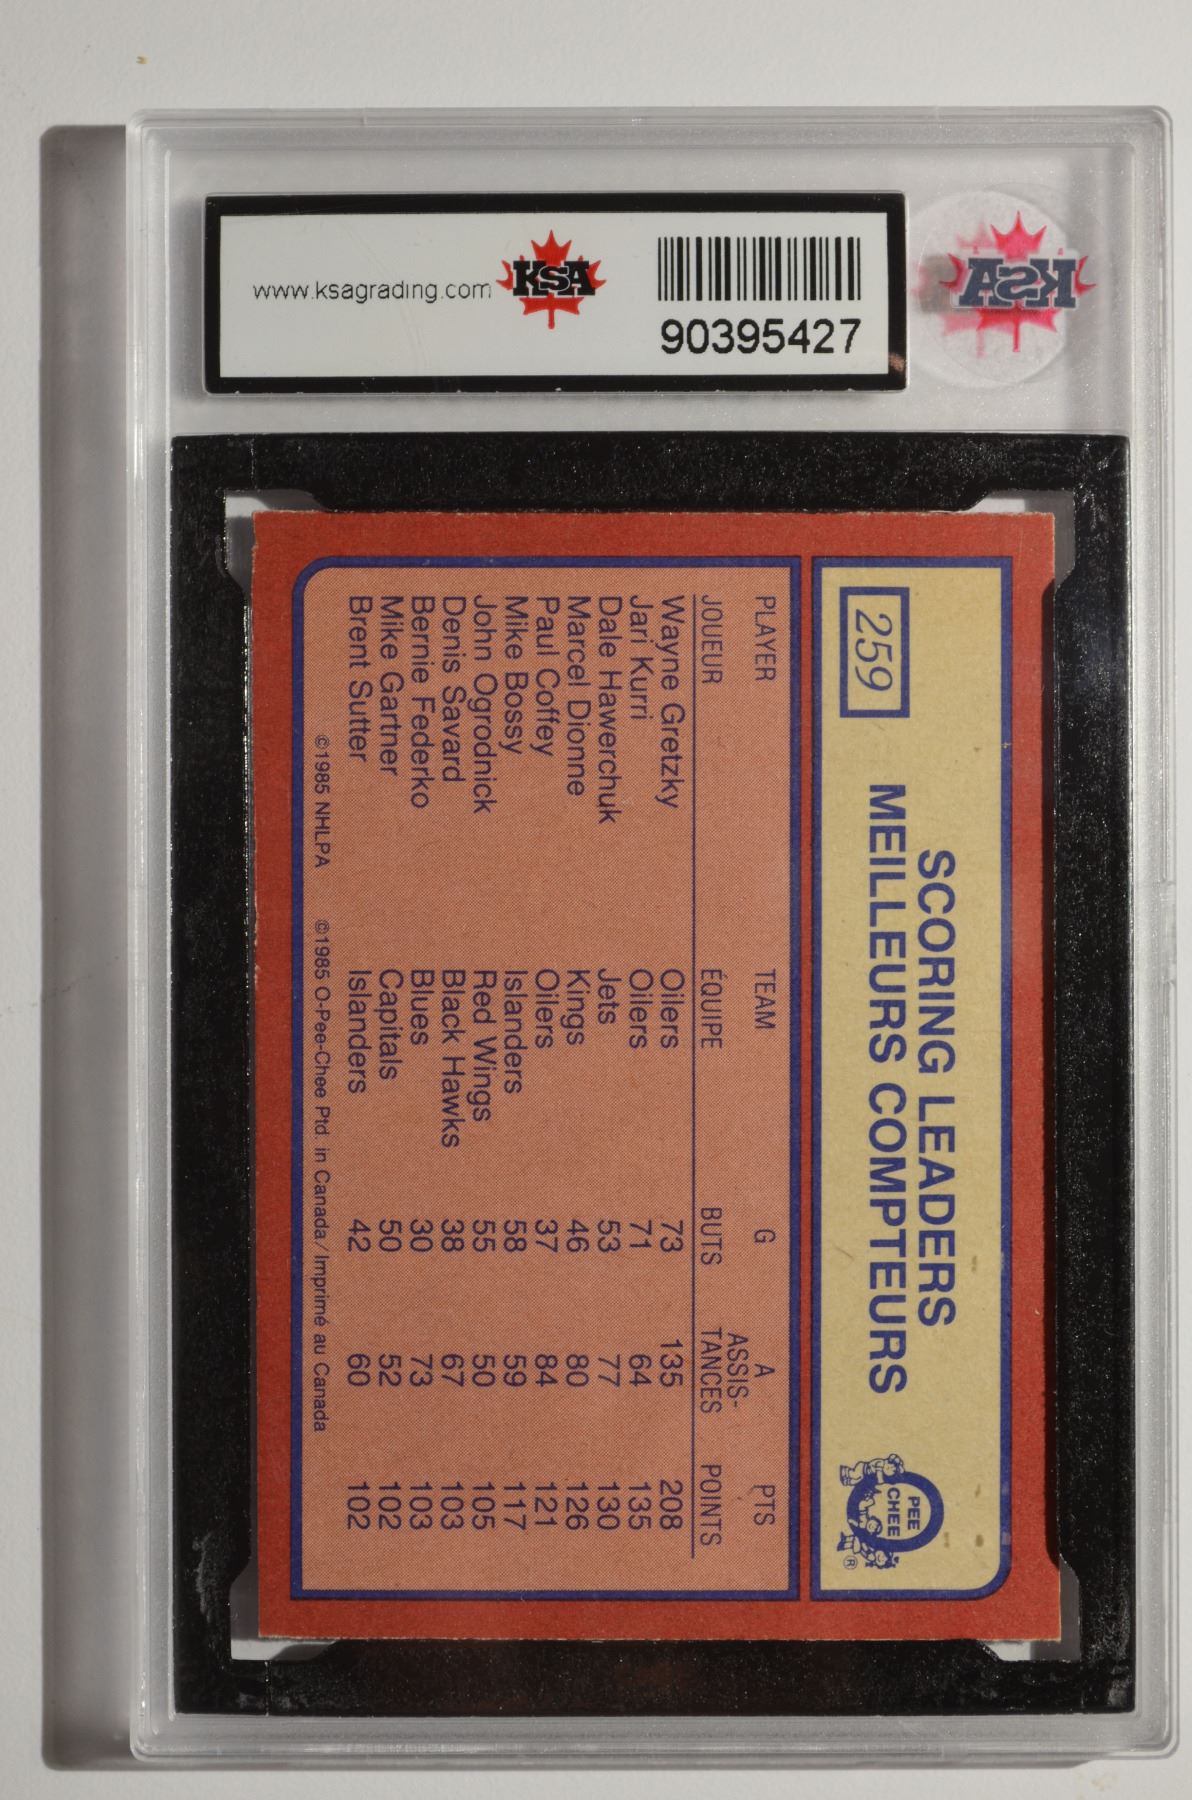 www.ksagrading.com
KSA
90395427
KSA
259
SCORING LEADERS
MEILLEURS COMPTEURS
O
PEE
CHEE
®
PLAYER TEAM G A PTS
JOUEUR ÉQUIPE BUTS ASSIS-
TANCES POINTS
Wayne Gretzky Oilers 73 135 208
Jari Kurri Oilers 71 64 135
Dale Hawerchuk Jets 53 77 130
Marcel Dionne Kings 46 80 126
Paul Coffey Oilers 37 84 121
Mike Bossy Islanders 58 59 117
John Ogrodnick Red Wings 55 50 105
Denis Savard Black Hawks 38 67 103
Bernie Federko Blues 30 73 103
Mike Gartner Capitals 50 52 102
Brent Sutter Islanders 42 60 102
©1985 NHLPA ©1985 O-Pee-Chee Ptd. in Canada/Imprimé au Canada